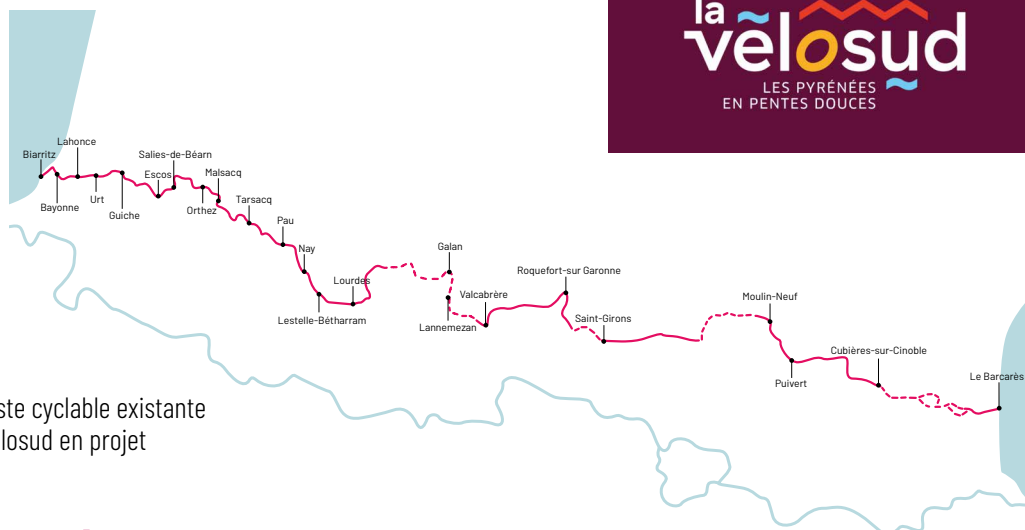 la
vélosud
LES PYRÉNÉES
EN PENTES DOUCES
Lahonce
Biarritz
Salies-de-Béarn
Escos
Malsacq
Bayonne
Urt
Guiche
Orthez
Tarsacq
Pau
Nay
Lourdes
Lestelle-Bétharram
Galan
Lannemezan
Valcabrère
Roquefort-sur Garonne
Saint-Girons
Moulin-Neuf
Puivert
Cubières-sur-Cinoble
Le Barcarès
ste cyclable existante
losud en projet